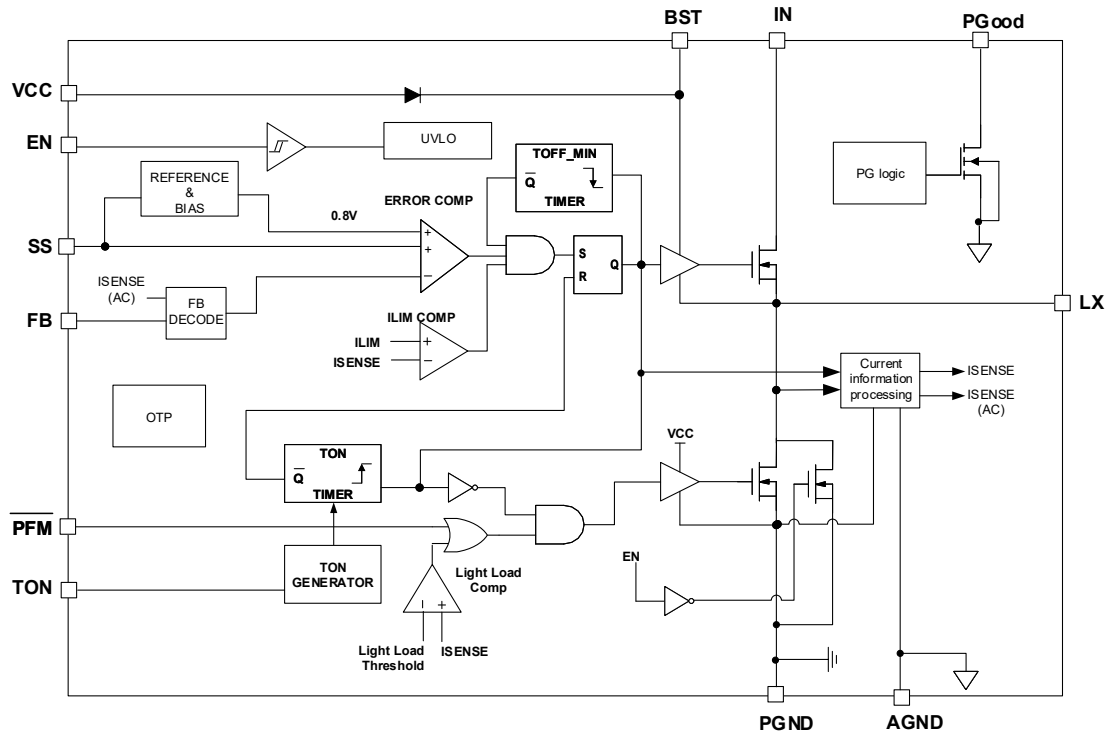 BST
IN
PGood
VCC
EN
UVLO
TOFF_MIN
Q
TIMER
PG logic
REFERENCE
&
BIAS
0.8V
ERROR COMP
+
+
−
SS
S
R
Q
ISENSE
(AC)
FB
DECODE
FB
ILIM COMP
ILIM
ISENSE
+
−
LX
Current
information
processing
ISENSE
ISENSE
(AC)
OTP
TON
Q
TIMER
VCC
PFM
TON
TON
GENERATOR
Light Load
Comp
−
+
EN
Light Load
Threshold
ISENSE
PGND
AGND